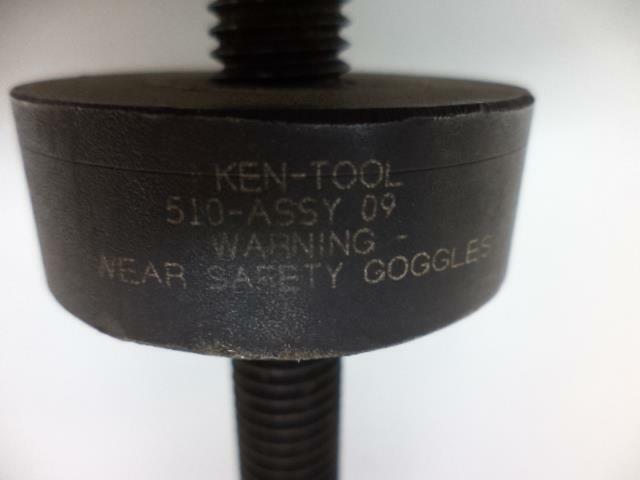 KEN-TOOL
510-ASSY 09
WARNING -
WEAR SAFETY GOGGLES